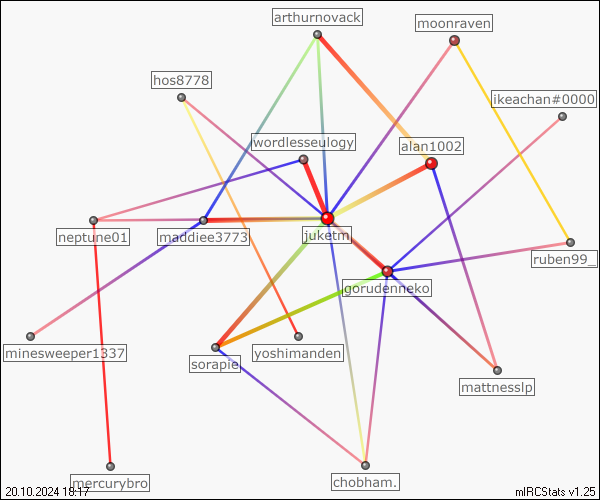 arthurnovack
moonraven
hos8778
ikeachan#0000
wordlesseulogy
alan1002
neptune01
maddiee3773
juketm
ruben99_
gorudenneko
minesweeper1337
yoshimanden
sorapie
mattnesslp
mercurybro
chobham.
20.10.2024 18:17
mIRCStats v1.25